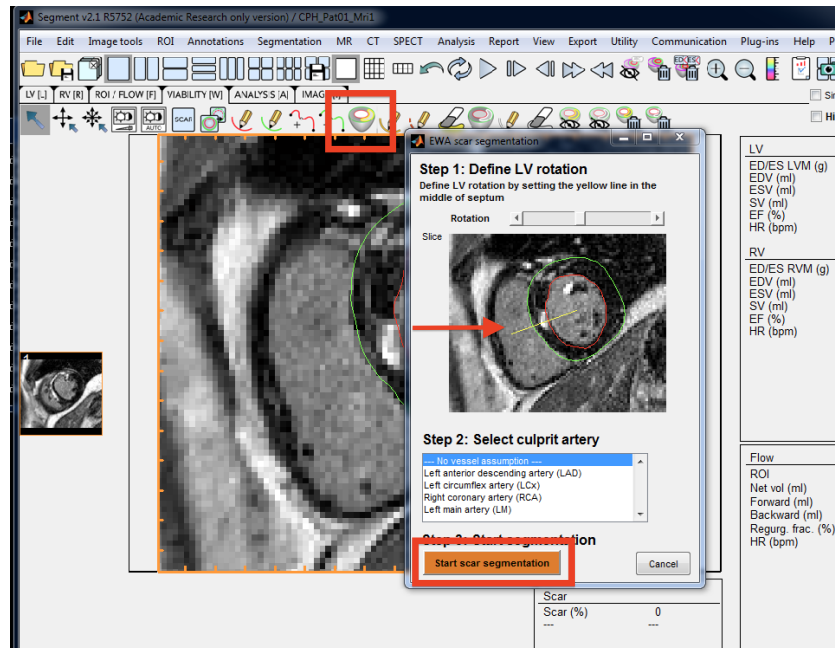 Segment v2.1 R5752 (Academic Research only version) / CPH_Pat01_Mri1
File Edit Image tools ROI Annotations Segmentation MR CT SPECT Analysis Report View Export Utility Communication Plug-ins Help
LV [L] RV [R] ROI / FLOW [F] VIABILITY [W] ANALYSIS [A]
AUTO SCAR
EWA scar segmentation
Step 1: Define LV rotation
Define LV rotation by setting the yellow line in the
middle of septum
Rotation
Slice
Step 2: Select culprit artery
---- No vessel assumption ----
Left anterior descending artery (LAD)
Left circumflex artery (LCx)
Right coronary artery (RCA)
Left main artery (LM)
Step 3: Start segmentation
Start scar segmentation
Cancel
LV
ED/ES LVM (g)
EDV (ml)
ESV (ml)
SV (ml)
EF (%)
HR (bpm)
RV
ED/ES RVM (g)
EDV (ml)
ESV (ml)
SV (ml)
EF (%)
HR (bpm)
Flow
ROI
Net vol (ml)
Forward (ml)
Backward (ml)
Regurg. frac. (%)
HR (bpm)
Scar
Scar (%) 0
--- ---